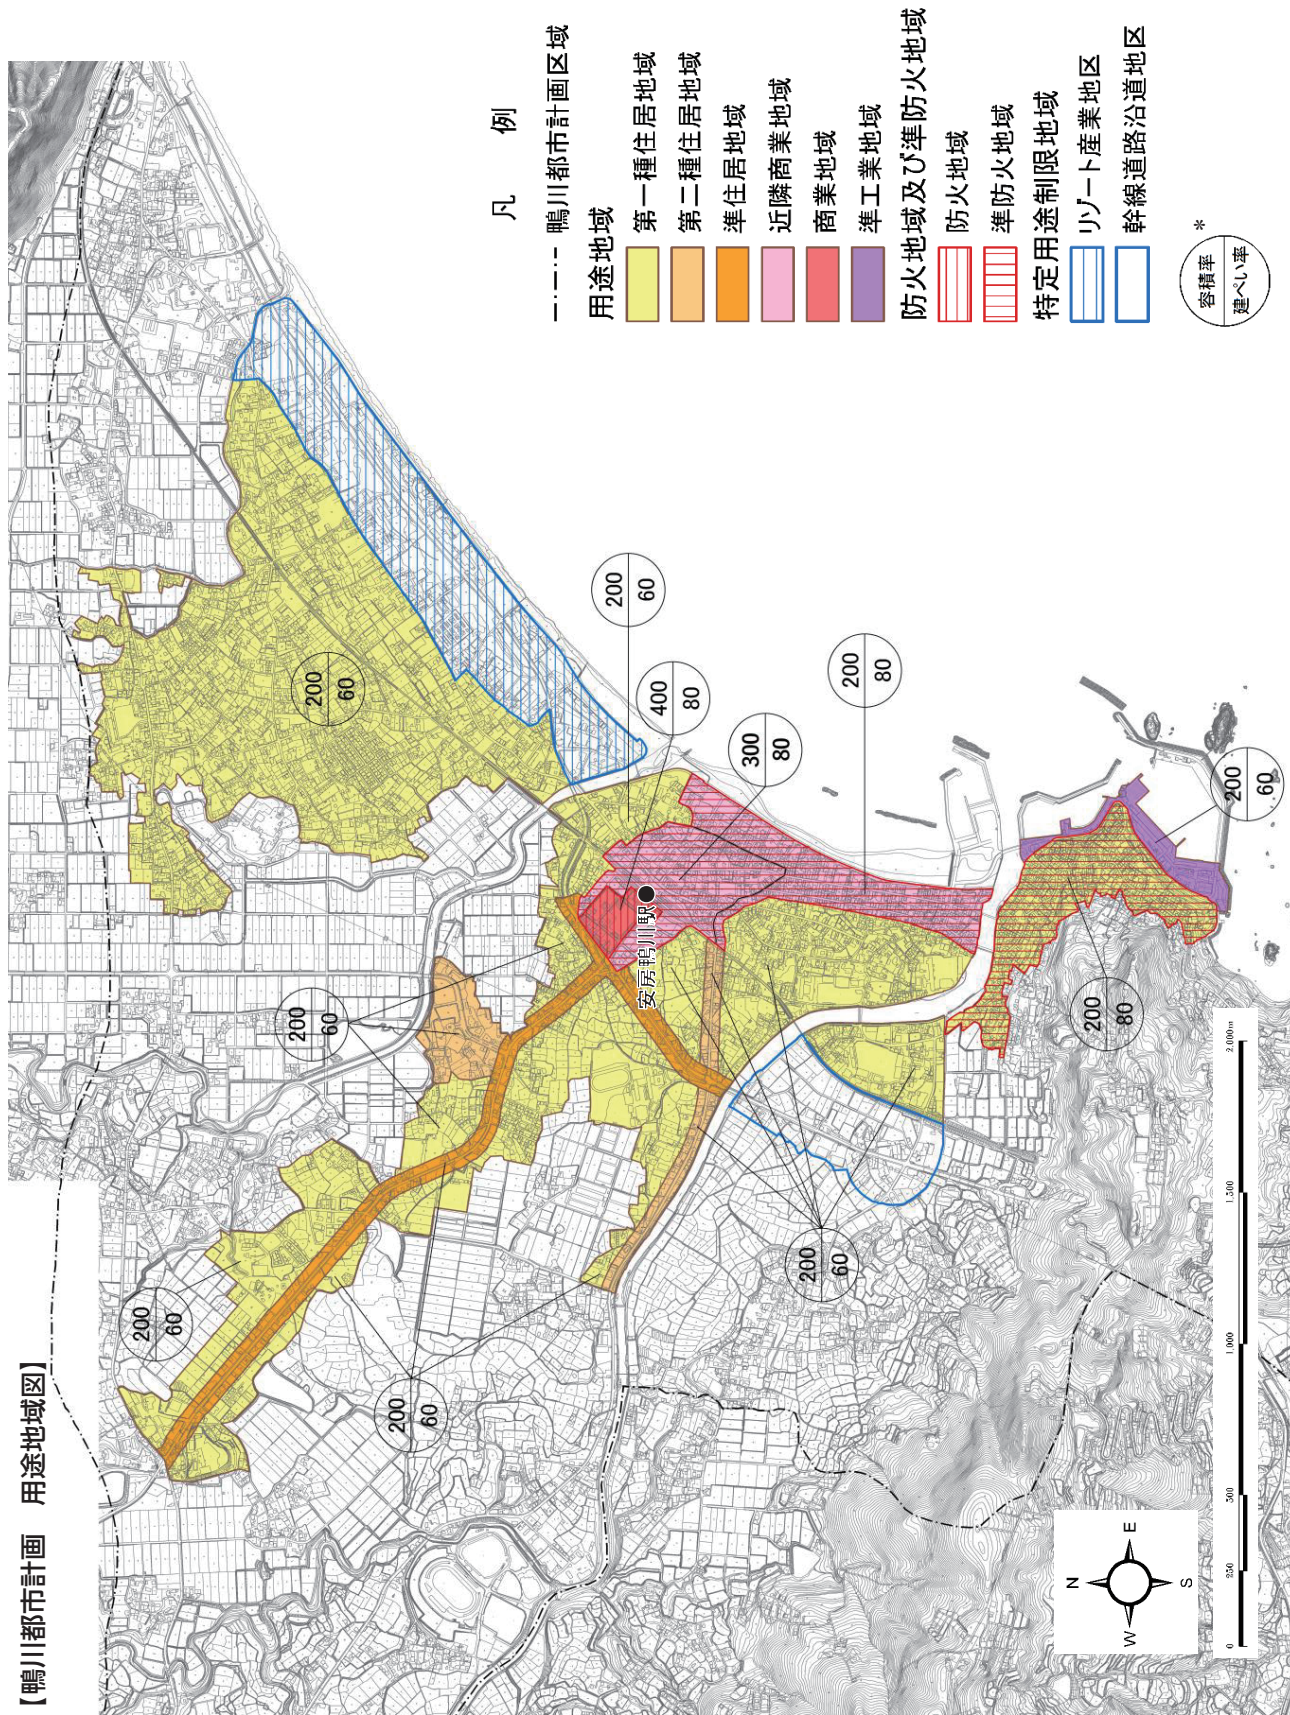 【鴨川都市計画　用途地域図】
凡　例
鴨川都市計画区域
用途地域
第一種住居地域
第二種住居地域
準住居地域
近隣商業地域
商業地域
準工業地域
防火地域及び準防火地域
防火地域
準防火地域
特定用途制限地域
リゾート産業地区
幹線道路沿道地区
容積率
建ぺい率
*
200
60
200
60
200
60
200
60
200
60
400
80
300
80
200
80
安房鴨川駅
200
60
200
60
200
80
N
W E
S
0 250 500 1,000 1,500 2,000m